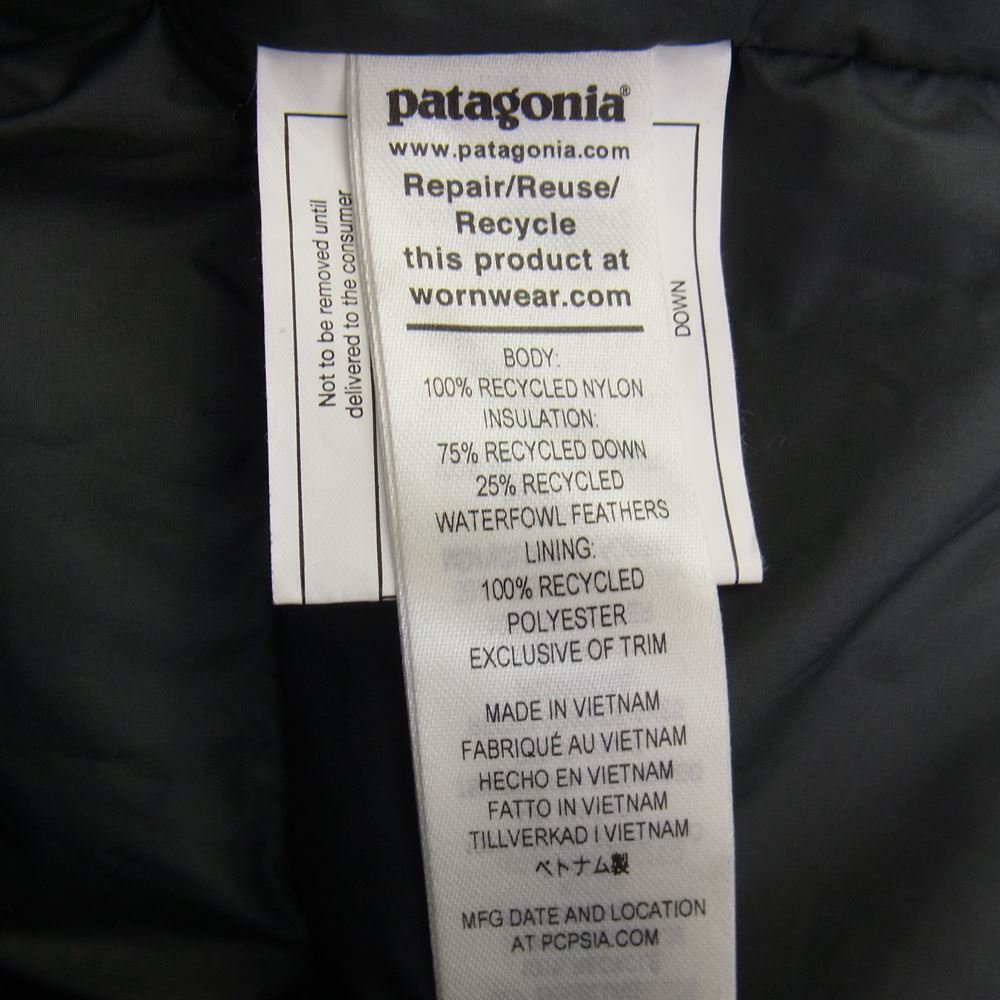 patagonia®
www.patagonia.com
Repair/Reuse/
Recycle
this product at
wornwear.com
BODY:
100% RECYCLED NYLON
INSULATION:
75% RECYCLED DOWN
25% RECYCLED
WATERFOWL FEATHERS
LINING:
100% RECYCLED
POLYESTER
EXCLUSIVE OF TRIM
MADE IN VIETNAM
FABRIQUÉ AU VIETNAM
HECHO EN VIETNAM
FATTO IN VIETNAM
TILLVERKAD I VIETNAM
ベトナム製
MFG DATE AND LOCATION
AT PCPSIA.COM
Not to be removed until
delivered to the consumer
DOWN